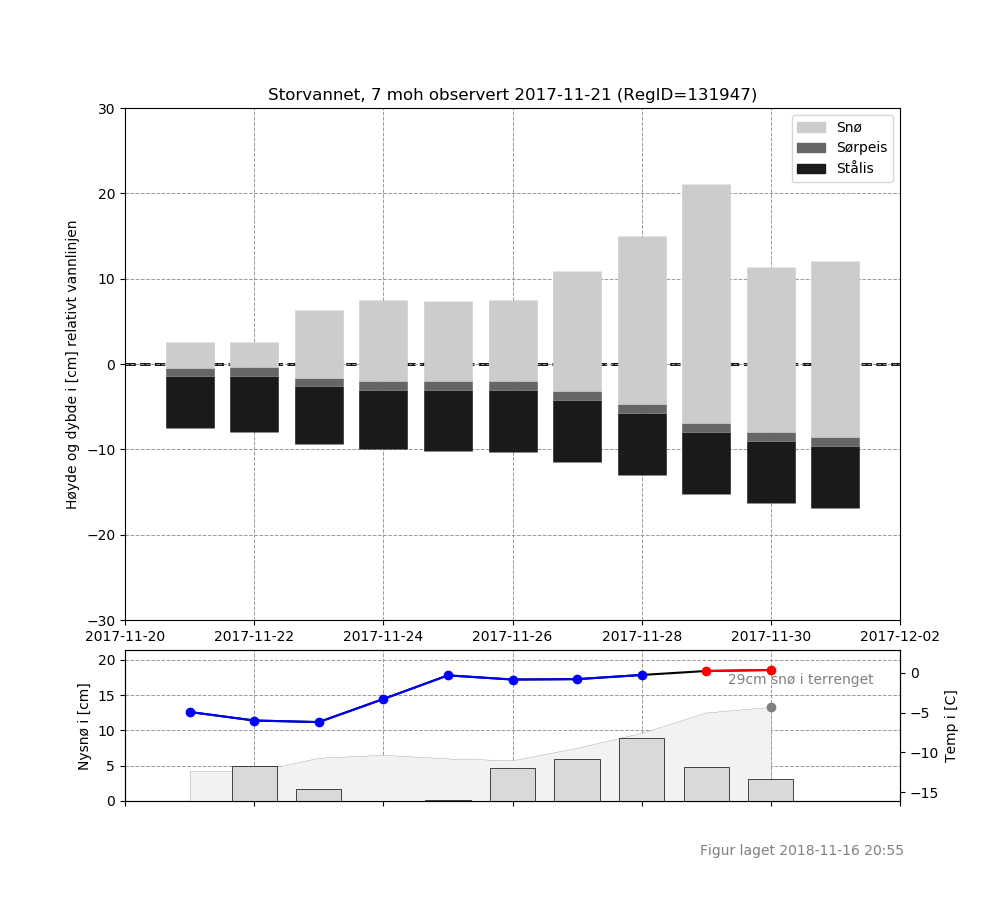 Storvannet, 7 moh observert 2017-11-21 (RegID=131947)
Høyde og dybde i [cm] relativt vannlinjen
30
20
10
0
−10
−20
−30
Snø
Sørpeis
Stålis
2017-11-20
2017-11-22
2017-11-24
2017-11-26
2017-11-28
2017-11-30
2017-12-02
Nysnø i [cm]
20
15
10
5
0
29cm snø i terrenget
0
−5
−10
−15
Temp i [C]
Figur laget 2018-11-16 20:55